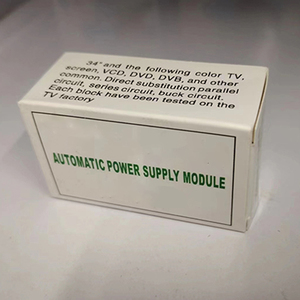 34" and the following color TV,
screen, VCD, DVD, DVB, and other
common. Direct substitution parallel
circuit, series circuit, buck circuit.
Each block have been tested on the
TV factory
AUTOMATIC POWER SUPPLY MODULE